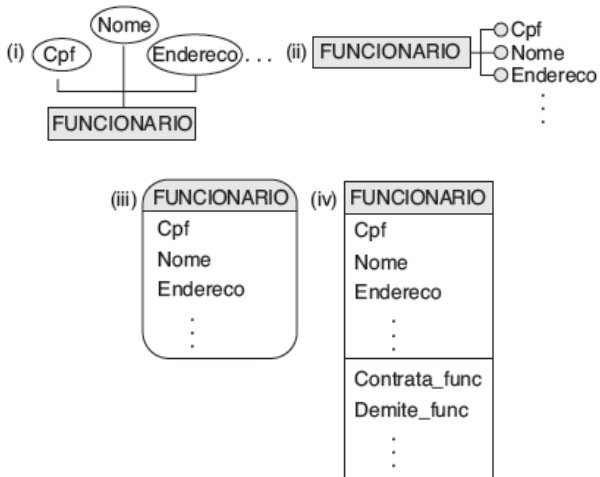 (i)
Cpf
Nome
Endereco...
FUNCIONARIO
(ii)
FUNCIONARIO
Cpf
Nome
Endereco
(iii)
FUNCIONARIO
Cpf
Nome
Endereco
(iv)
FUNCIONARIO
Cpf
Nome
Endereco
Contrata_func
Demite_func